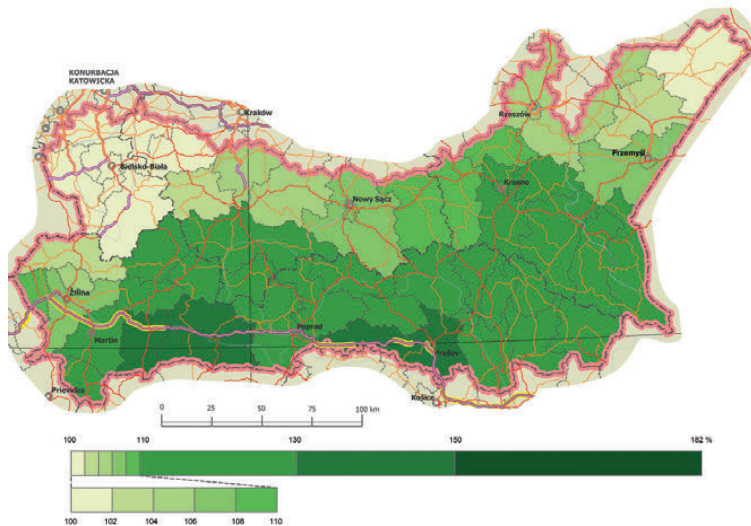 KONURBACJA
KATOWICKA
Kraków
Rzeszów
Bielsko-Biała
Przemyśl
Krosno
Nowy Sącz
Žilina
Poprad
Martin
Prešov
Prievidza
Košice
0 25 50 75 100 km
100 110 130 150 182 %
100 102 104 106 108 110